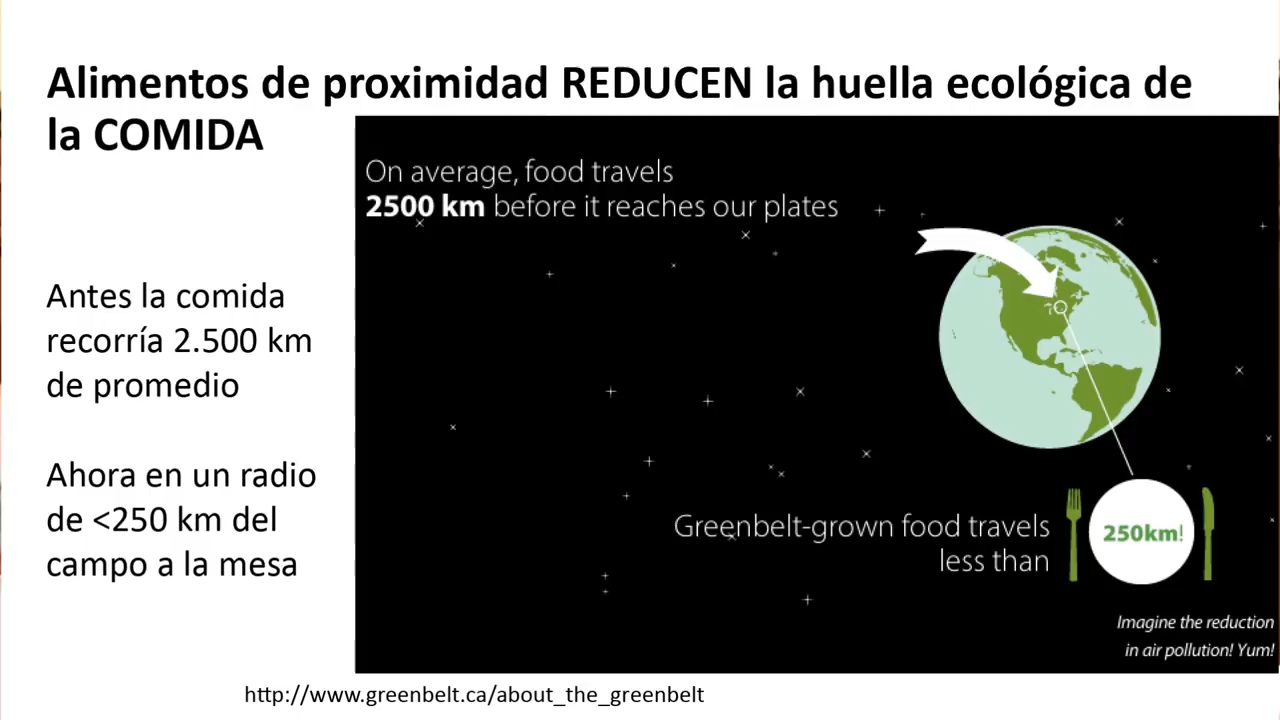 Alimentos de proximidad REDUCEN la huella ecológica de
la COMIDA
On average, food travels
2500 km before it reaches our plates
Antes la comida
recorría 2.500 km
de promedio
Ahora en un radio
de <250 km del
campo a la mesa
Greenbelt-grown food travels
less than
250km!
Imagine the reduction
in air pollution! Yum!
http://www.greenbelt.ca/about_the_greenbelt